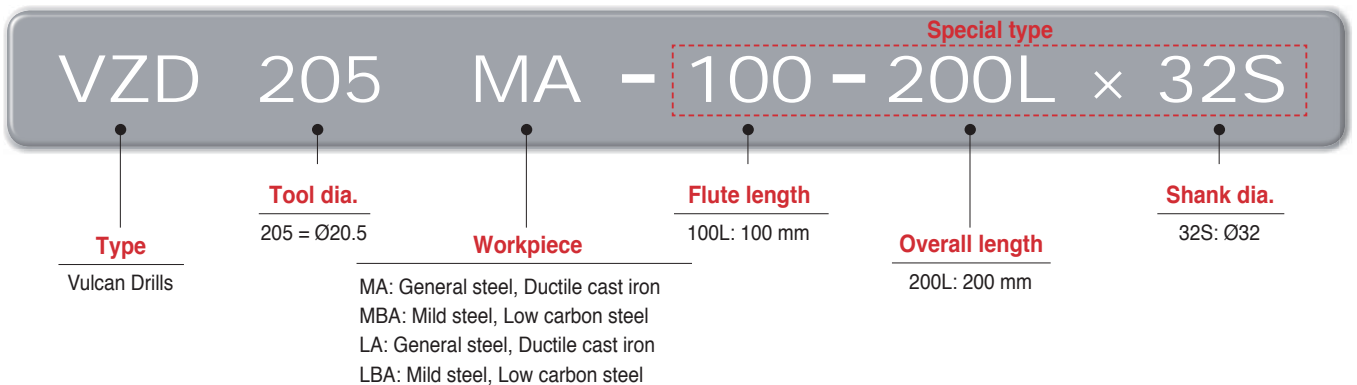 Special type
VZD 205 MA - 100 - 200L × 32S
Type
Vulcan Drills
Tool dia.
205 = Ø20.5
Workpiece
MA: General steel, Ductile cast iron
MBA: Mild steel, Low carbon steel
LA: General steel, Ductile cast iron
LBA: Mild steel, Low carbon steel
Flute length
100L: 100 mm
Overall length
200L: 200 mm
Shank dia.
32S: Ø32